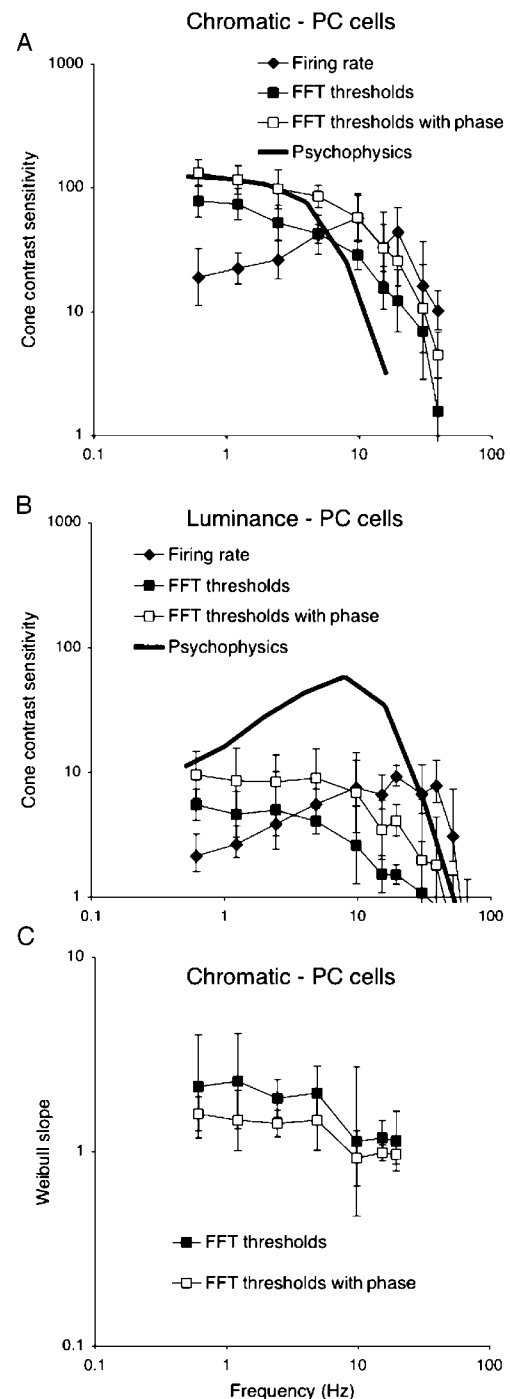 A
Chromatic - PC cells
Firing rate
FFT thresholds
FFT thresholds with phase
Psychophysics
Cone contrast sensitivity
1000
100
10
1
0.1
1
10
100
B
Luminance - PC cells
Firing rate
FFT thresholds
FFT thresholds with phase
Psychophysics
Cone contrast sensitivity
1000
100
10
1
0.1
1
10
100
C
Chromatic - PC cells
Weibull slope
10
1
0.1
FFT thresholds
FFT thresholds with phase
0.1
1
10
100
Frequency (Hz)